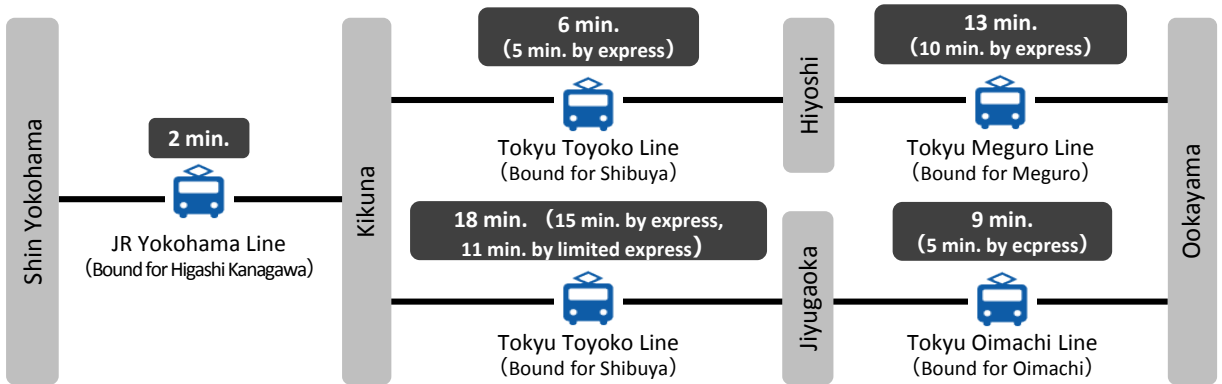 Shin Yokohama
2 min.
JR Yokohama Line
(Bound for Higashi Kanagawa)
Kikuna
6 min.
(5 min. by express)
Tokyu Toyoko Line
(Bound for Shibuya)
Hiyoshi
13 min.
(10 min. by express)
Tokyu Meguro Line
(Bound for Meguro)
18 min. (15 min. by express,
11 min. by limited express)
Tokyu Toyoko Line
(Bound for Shibuya)
Jiyugaoka
9 min.
(5 min. by ecpress)
Tokyu Oimachi Line
(Bound for Oimachi)
Ookayama